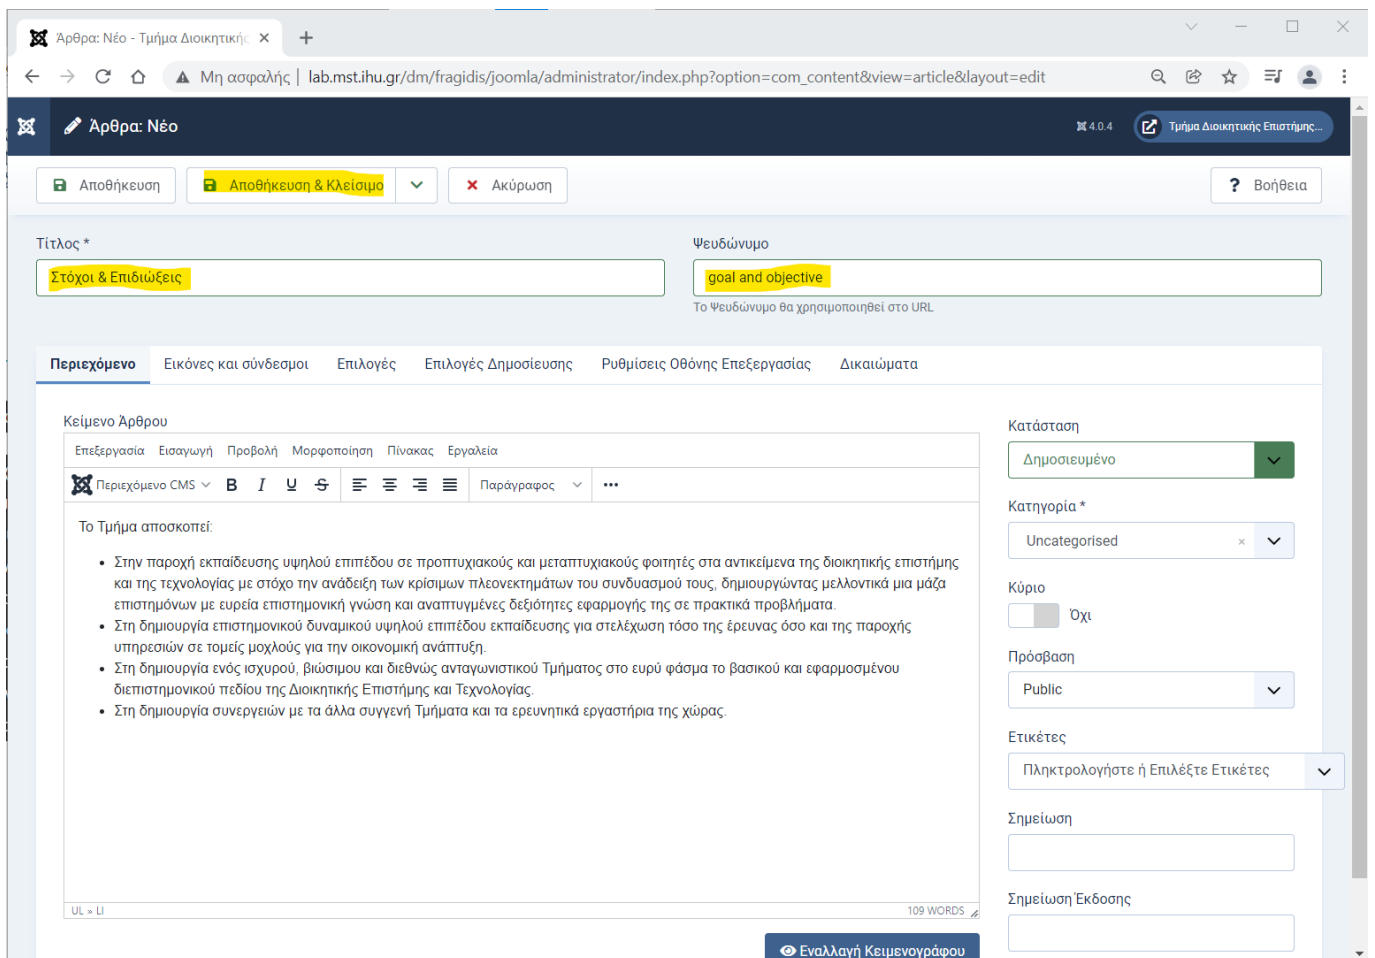 Άρθρα: Νέο - Τμήμα Διοικητικής
Μη ασφαλής | lab.mst.ihu.gr/dm/fragidis/joomla/administrator/index.php?option=com_content&view=article&layout=edit
Άρθρα: Νέο
4.0.4
Τμήμα Διοικητικής Επιστήμης...
Αποθήκευση
Αποθήκευση & Κλείσιμο
Ακύρωση
? Βοήθεια
Τίτλος *
Ψευδώνυμο
Στόχοι & Επιδιώξεις
goal and objective
Το Ψευδώνυμο θα χρησιμοποιηθεί στο URL
Περιεχόμενο Εικόνες και σύνδεσμοι Επιλογές Επιλογές Δημοσίευσης Ρυθμίσεις Οθόνης Επεξεργασίας Δικαιώματα
Κείμενο Άρθρου
Επεξεργασία Εισαγωγή Προβολή Μορφοποίηση Πίνακας Εργαλεία
Περιεχόμενο CMS B I U S Παράγραφος
Το Τμήμα αποσκοπεί:
• Στην παροχή εκπαίδευσης υψηλού επιπέδου σε προπτυχιακούς και μεταπτυχιακούς φοιτητές στα αντικείμενα της διοικητικής επιστήμης
και της τεχνολογίας με στόχο την ανάδειξη των κρίσιμων πλεονεκτημάτων του συνδυασμού τους, δημιουργώντας μελλοντικά μια μάζα
επιστημόνων με ευρεία επιστημονική γνώση και αναπτυγμένες δεξιότητες εφαρμογής της σε πρακτικά προβλήματα.
• Στη δημιουργία επιστημονικού δυναμικού υψηλού επιπέδου εκπαίδευσης για στελέχωση τόσο της έρευνας όσο και της παροχής
υπηρεσιών σε τομείς μοχλούς για την οικονομική ανάπτυξη.
• Στη δημιουργία ενός ισχυρού, βιώσιμου και διεθνώς ανταγωνιστικού Τμήματος στο ευρύ φάσμα το βασικού και εφαρμοσμένου
διεπιστημονικού πεδίου της Διοικητικής Επιστήμης και Τεχνολογίας.
• Στη δημιουργία συνεργειών με τα άλλα συγγενή Τμήματα και τα ερευνητικά εργαστήρια της χώρας.
UL » LI
109 WORDS
Εναλλαγή Κειμενογράφου
Κατάσταση
Δημοσιευμένο
Κατηγορία *
Uncategorised
Κύριο
Όχι
Πρόσβαση
Public
Ετικέτες
Πληκτρολογήστε ή Επιλέξτε Ετικέτες
Σημείωση
Σημείωση Έκδοσης